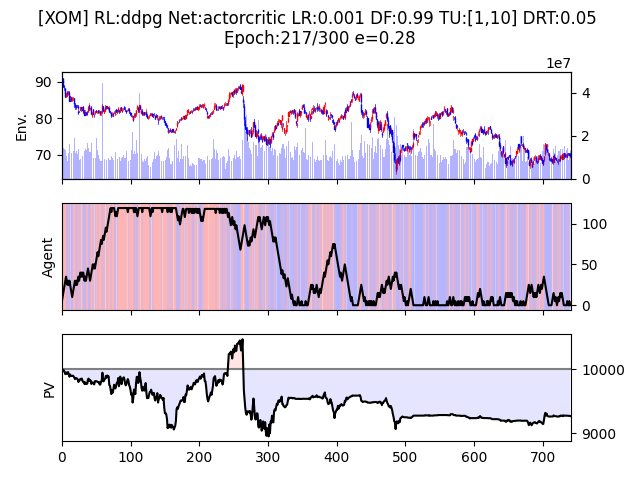 [XOM] RL:ddpg Net:actorcritic LR:0.001 DF:0.99 TU:[1,10] DRT:0.05
Epoch:217/300 e=0.28
1e7
90
80
70
Env.
4
2
0
Agent
100
50
0
PV
10000
9000
0 100 200 300 400 500 600 700